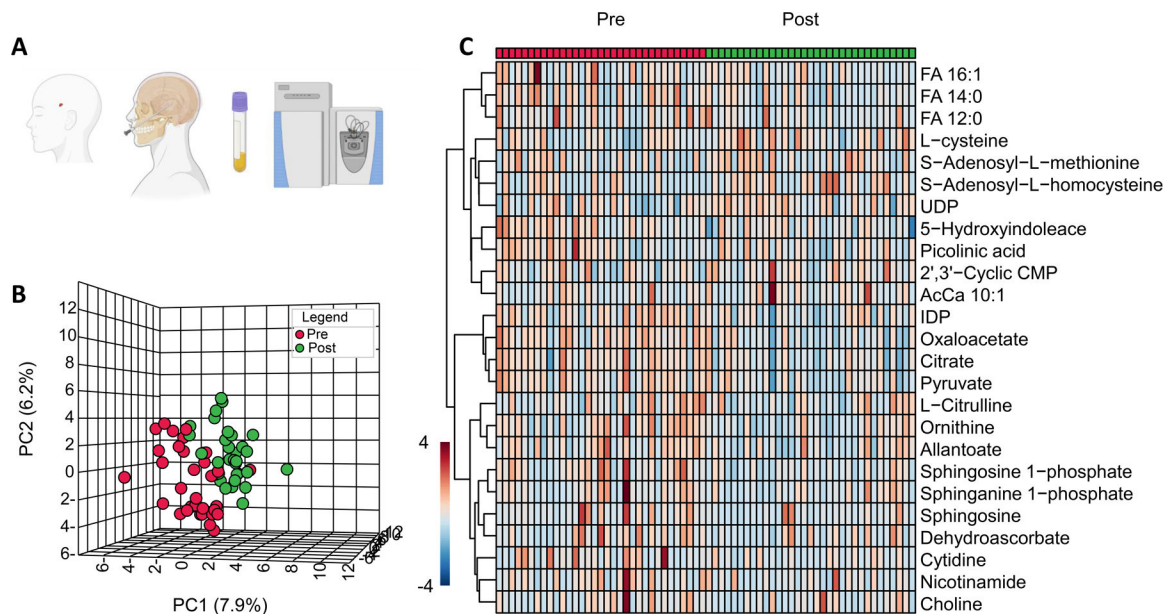 A
B
12
10
8
6
4
2
0
2-
4-
6-
PC2 (6.2%)
6-
4-
2-
0
2
4
6
8
10
12
PC1 (7.9%)
Legend
Pre
Post
C
Pre
Post
4
-4
FA 16:1
FA 14:0
FA 12:0
L−cysteine
S−Adenosyl−L−methionine
S−Adenosyl−L−homocysteine
UDP
5−Hydroxyindoleace
Picolinic acid
2',3'−Cyclic CMP
AcCa 10:1
IDP
Oxaloacetate
Citrate
Pyruvate
L−Citrulline
Ornithine
Allantoate
Sphingosine 1−phosphate
Sphinganine 1−phosphate
Sphingosine
Dehydroascorbate
Cytidine
Nicotinamide
Choline